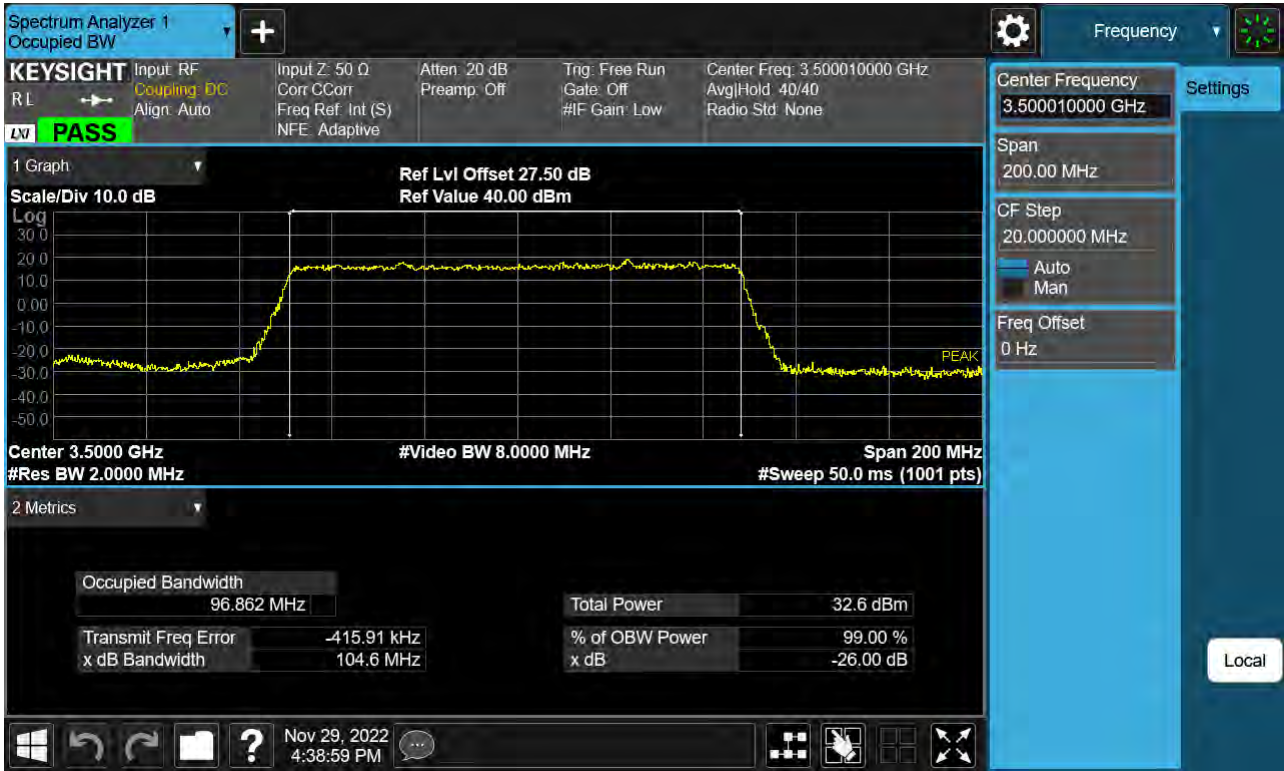 Spectrum Analyzer 1
Occupied BW
Frequency
KEYSIGHT
RL
LXI
PASS
Input: RF
Coupling: DC
Align: Auto
Input Z: 50 Ω
Corr CCorr
Freq Ref: Int (S)
NFE: Adaptive
Atten: 20 dB
Preamp: Off
Trig: Free Run
Gate: Off
#IF Gain: Low
Center Freq: 3.500010000 GHz
Avg|Hold: 40/40
Radio Std: None
1 Graph
Scale/Div 10.0 dB
Ref Lvl Offset 27.50 dB
Ref Value 40.00 dBm
Log
30.0
20.0
10.0
0.00
-10.0
-20.0
-30.0
-40.0
-50.0
PEAK
Center 3.5000 GHz
#Video BW 8.0000 MHz
Span 200 MHz
#Res BW 2.0000 MHz
#Sweep 50.0 ms (1001 pts)
2 Metrics
Occupied Bandwidth
96.862 MHz
Transmit Freq Error -415.91 kHz
x dB Bandwidth 104.6 MHz
Total Power 32.6 dBm
% of OBW Power 99.00 %
x dB -26.00 dB
Center Frequency
3.500010000 GHz
Span
200.00 MHz
CF Step
20.000000 MHz
Auto
Man
Freq Offset
0 Hz
Settings
Local
?
Nov 29, 2022
4:38:59 PM